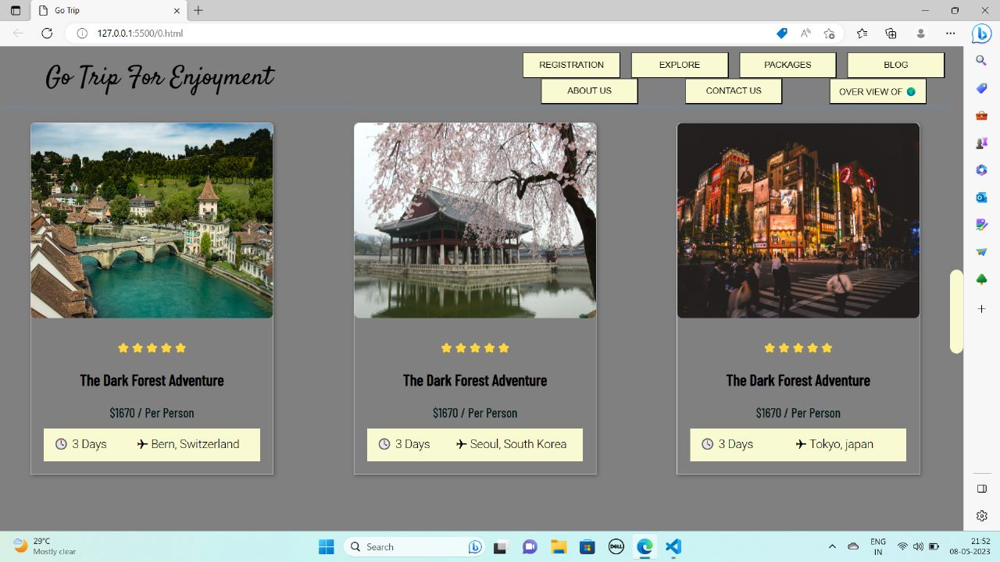 Go Trip
127.0.0.1:5500/0.html
Go Trip For Enjoyment
REGISTRATION
EXPLORE
PACKAGES
BLOG
ABOUT US
CONTACT US
OVER VIEW OF
The Dark Forest Adventure
$1670 / Per Person
3 Days
Bern, Switzerland
The Dark Forest Adventure
$1670 / Per Person
3 Days
Seoul, South Korea
The Dark Forest Adventure
$1670 / Per Person
3 Days
Tokyo, japan
29°C
Mostly clear
Search
DELL
ENG
IN
21:52
08-05-2023